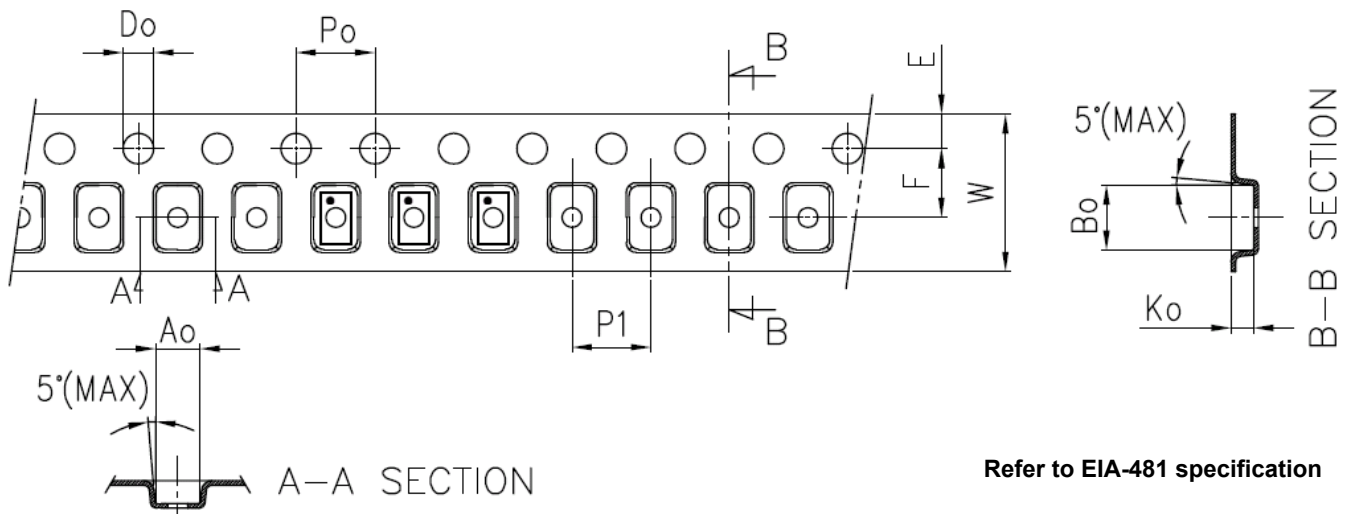 Do
Po
B
E
5°(MAX)
F
W
Bo
B-B SECTION
A
A
Ko
P1
B
Ao
5°(MAX)
A-A SECTION
Refer to EIA-481 specification